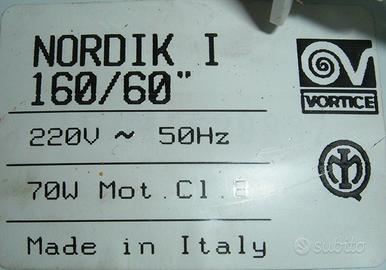 NORDIK I
160/60"
VORTICE
220V ~ 50Hz
70W Mot.Cl.B
Made in Italy
subito